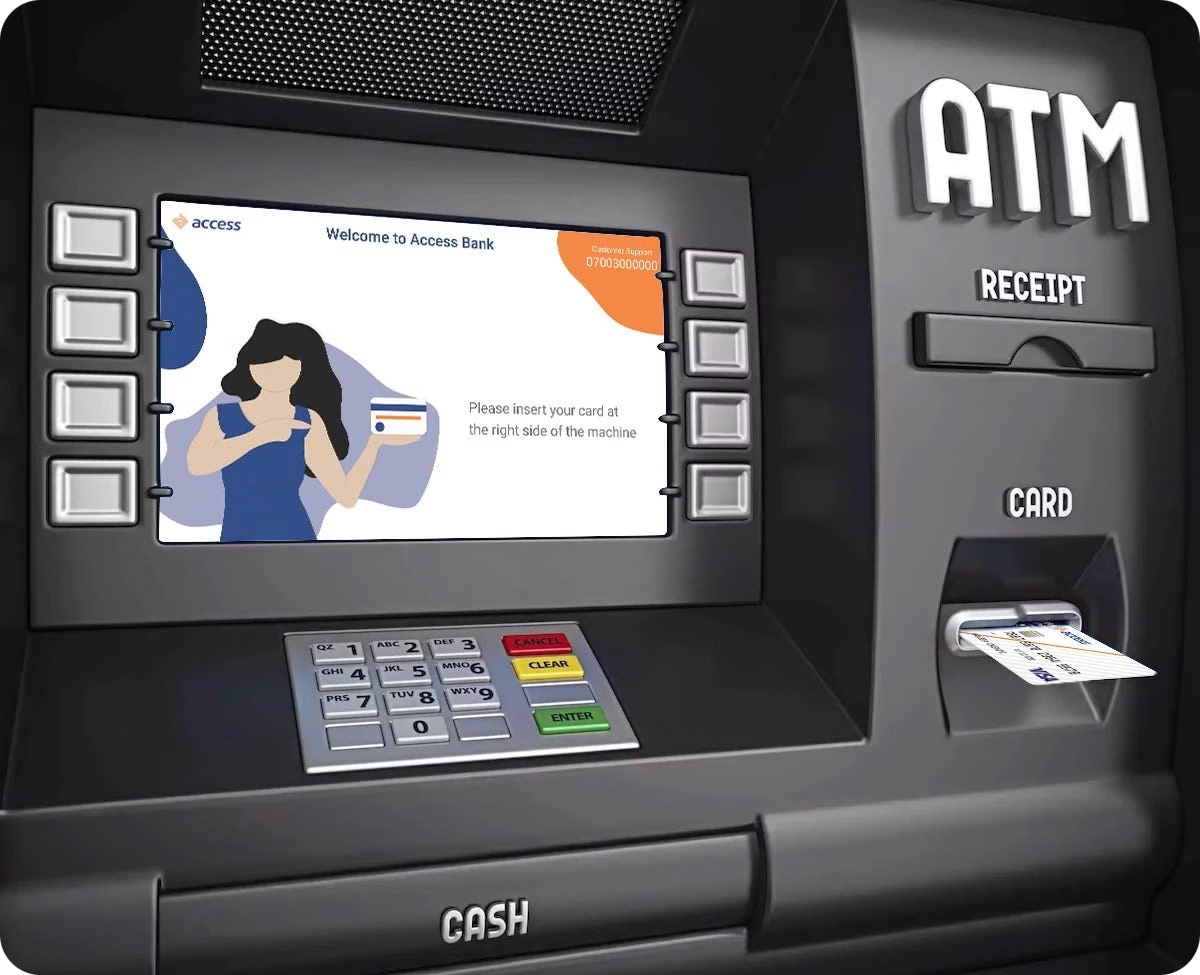 ATM
access
Welcome to Access Bank
Customer Support
07003000000
RECEIPT
Please insert your card at
the right side of the machine
CARD
access
VISA
QZ 1
ABC 2
DEF 3
CANCEL
GHI 4
JKL 5
MNO 6
CLEAR
PRS 7
TUV 8
WXY 9
ENTER
0
CASH